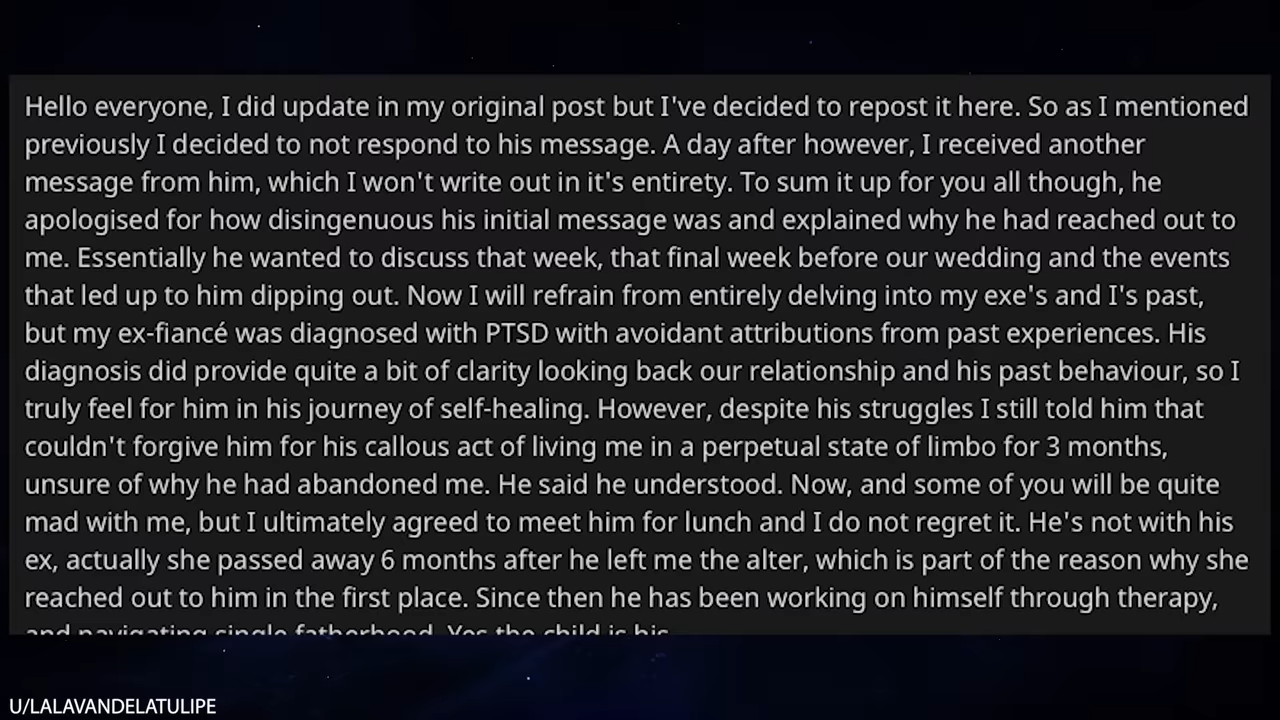 Hello everyone, I did update in my original post but I've decided to repost it here. So as I mentioned
previously I decided to not respond to his message. A day after however, I received another
message from him, which I won't write out in it's entirety. To sum it up for you all though, he
apologised for how disingenuous his initial message was and explained why he had reached out to
me. Essentially he wanted to discuss that week, that final week before our wedding and the events
that led up to him dipping out. Now I will refrain from entirely delving into my exe's and I's past,
but my ex-fiancé was diagnosed with PTSD with avoidant attributions from past experiences. His
diagnosis did provide quite a bit of clarity looking back our relationship and his past behaviour, so I
truly feel for him in his journey of self-healing. However, despite his struggles I still told him that
couldn't forgive him for his callous act of living me in a perpetual state of limbo for 3 months,
unsure of why he had abandoned me. He said he understood. Now, and some of you will be quite
mad with me, but I ultimately agreed to meet him for lunch and I do not regret it. He's not with his
ex, actually she passed away 6 months after he left me the alter, which is part of the reason why she
reached out to him in the first place. Since then he has been working on himself through therapy,
and navigating single fatherhood. Yes the child is his.
U/LALAVANDELATULIPE